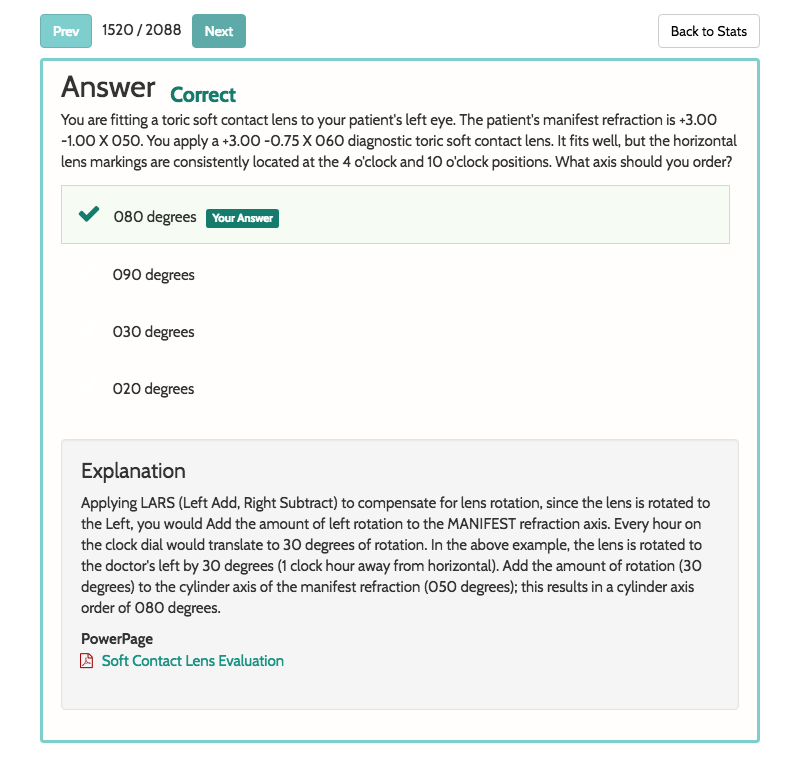 Prev 1520 / 2088 Next Back to Stats
Answer Correct
You are fitting a toric soft contact lens to your patient's left eye. The patient's manifest refraction is +3.00
-1.00 X 050. You apply a +3.00 -0.75 X 060 diagnostic toric soft contact lens. It fits well, but the horizontal
lens markings are consistently located at the 4 o'clock and 10 o'clock positions. What axis should you order?
080 degrees Your Answer
090 degrees
030 degrees
020 degrees
Explanation
Applying LARS (Left Add, Right Subtract) to compensate for lens rotation, since the lens is rotated to
the Left, you would Add the amount of left rotation to the MANIFEST refraction axis. Every hour on
the clock dial would translate to 30 degrees of rotation. In the above example, the lens is rotated to
the doctor's left by 30 degrees (1 clock hour away from horizontal). Add the amount of rotation (30
degrees) to the cylinder axis of the manifest refraction (050 degrees); this results in a cylinder axis
order of 080 degrees.
PowerPage
Soft Contact Lens Evaluation